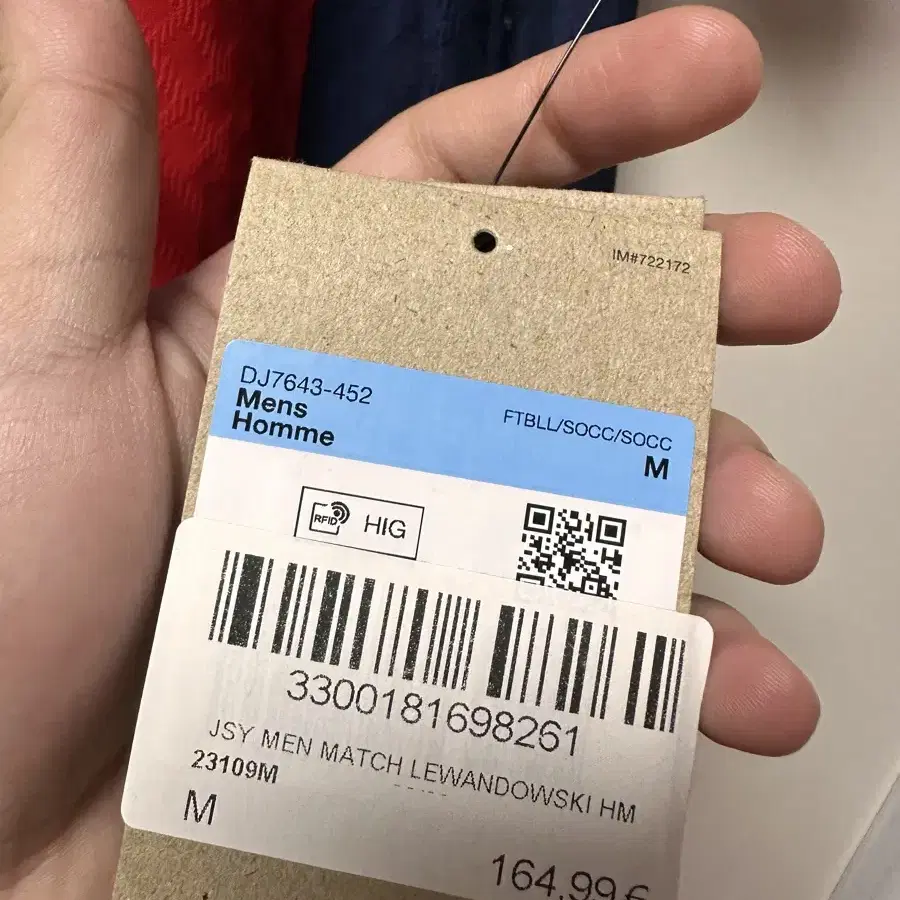 IM#722172
DJ7643-452
Mens
Homme
FTBLL/SOCC/SOCC
M
RFID
HIG
3300181698261
JSY MEN MATCH LEWANDOWSKI HM
23109M
M
164,99 €